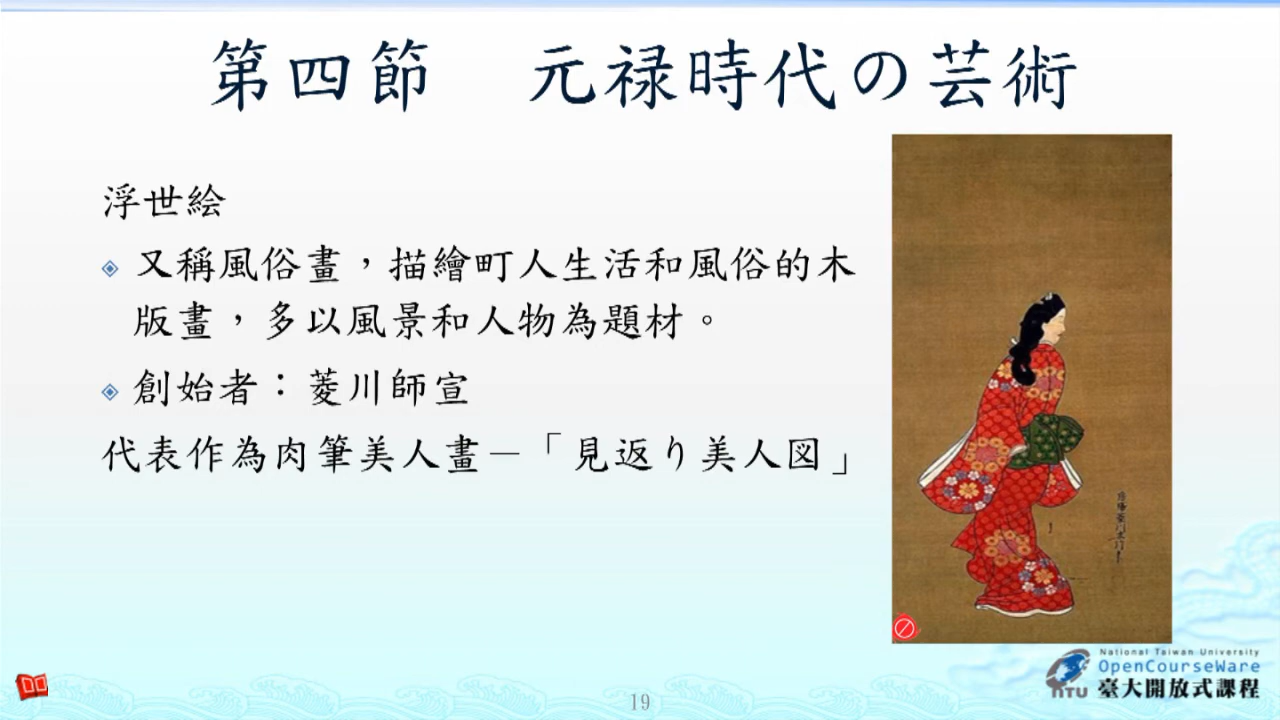 第四節　元禄時代の芸術
浮世絵
又稱風俗畫，描繪町人生活和風俗的木
版畫，多以風景和人物為題材。
創始者：菱川師宣
代表作為肉筆美人畫－「見返り美人図」
National Taiwan University
OpenCourseWare
NTU 臺大開放式課程
19